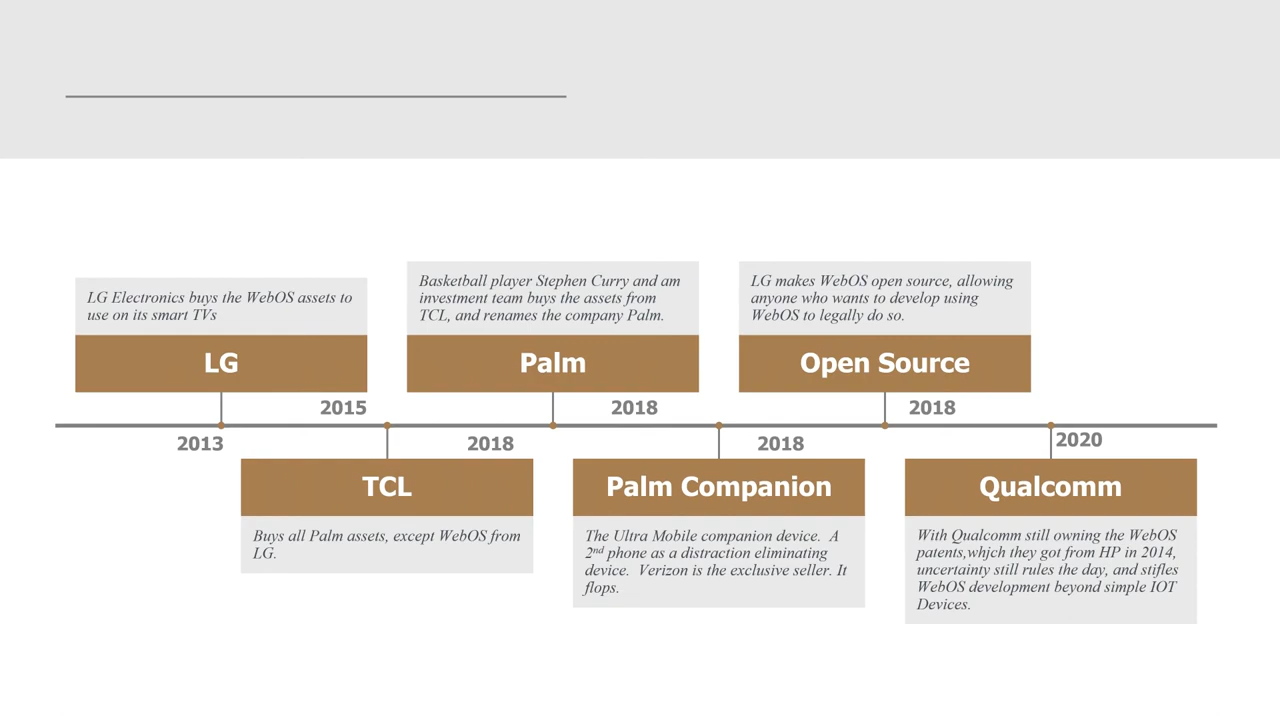 LG Electronics buys the WebOS assets to
use on its smart TVs
LG
Basketball player Stephen Curry and am
investment team buys the assets from
TCL, and renames the company Palm.
Palm
LG makes WebOS open source, allowing
anyone who wants to develop using
WebOS to legally do so.
Open Source
2015
2018
2018
2013
2018
2018
2020
TCL
Buys all Palm assets, except WebOS from
LG.
Palm Companion
The Ultra Mobile companion device.  A
2nd phone as a distraction eliminating
device.  Verizon is the exclusive seller. It
flops.
Qualcomm
With Qualcomm still owning the WebOS
patents,whjch they got from HP in 2014,
uncertainty still rules the day, and stifles
WebOS development beyond simple IOT
Devices.